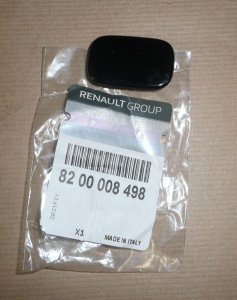 RENAULT GROUP
82 00 008 498
X1
MADE IN ITALY